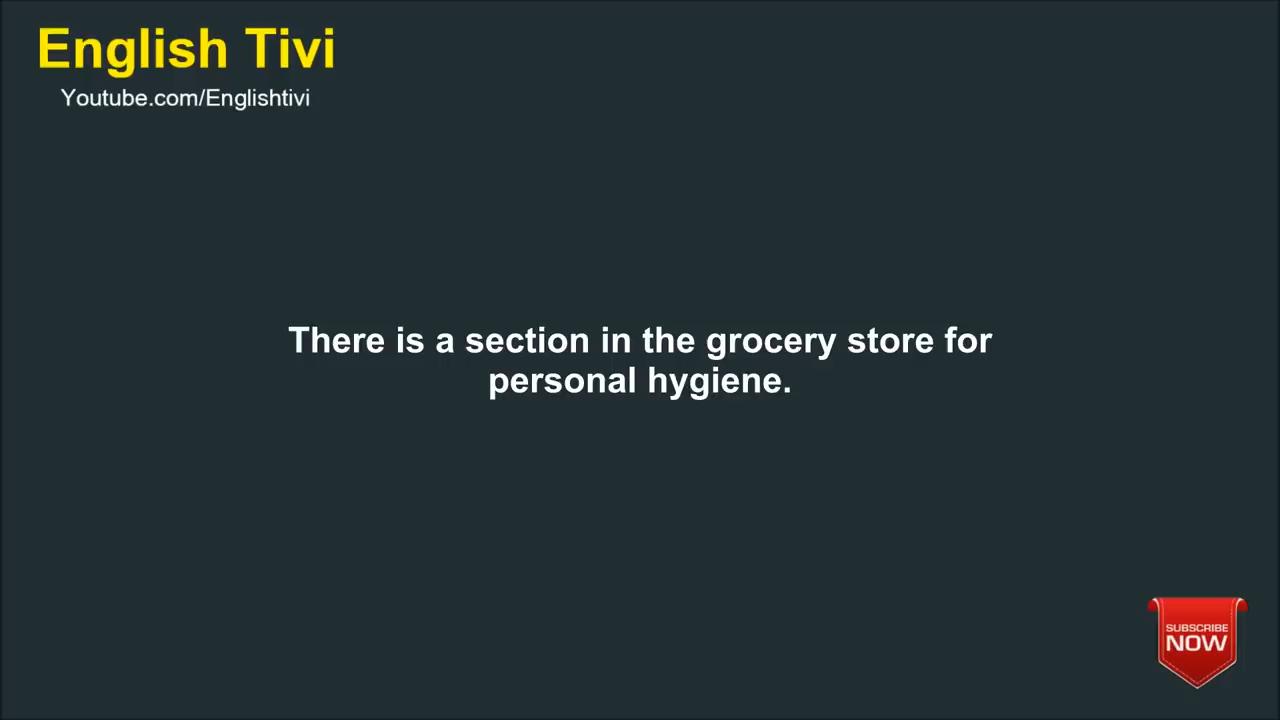 English Tivi
Youtube.com/Englishtivi
There is a section in the grocery store for
personal hygiene.
SUBSCRIBE
NOW